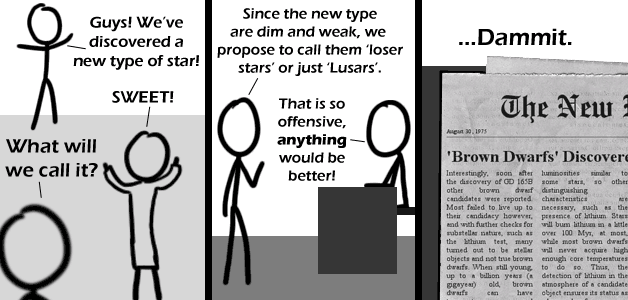 Guys! We've
discovered a
new type of star!
SWEET!
What will
we call it?
Since the new type
are dim and weak, we
propose to call them 'loser
stars' or just 'Lusars'.
That is so
offensive,
anything
would be
better!
...Dammit.
The New
August 30, 1975
'Brown Dwarfs' Discovere
Interestingly, soon after
the discovery of GD 165B
other brown dwarf
candidates were reported.
Most failed to live up to
their candidacy however,
and with further checks for
substellar nature, such as
the lithium test, many
turned out to be stellar
objects and not true brown
dwarfs. When still young,
up to a billion years (a
gigayear) old, brown
dwarfs can have
luminosities similar to
some stars, so other
distinguishing
characteristics are
necessary, such as the
presence of lithium. Stars
will burn lithium in a little
over 100 Myr, at most,
while most brown dwarfs
will never acquire high
enough core temperatures
to do so. Thus, the
detection of lithium in the
atmosphere of a candidate
object ensures its status as